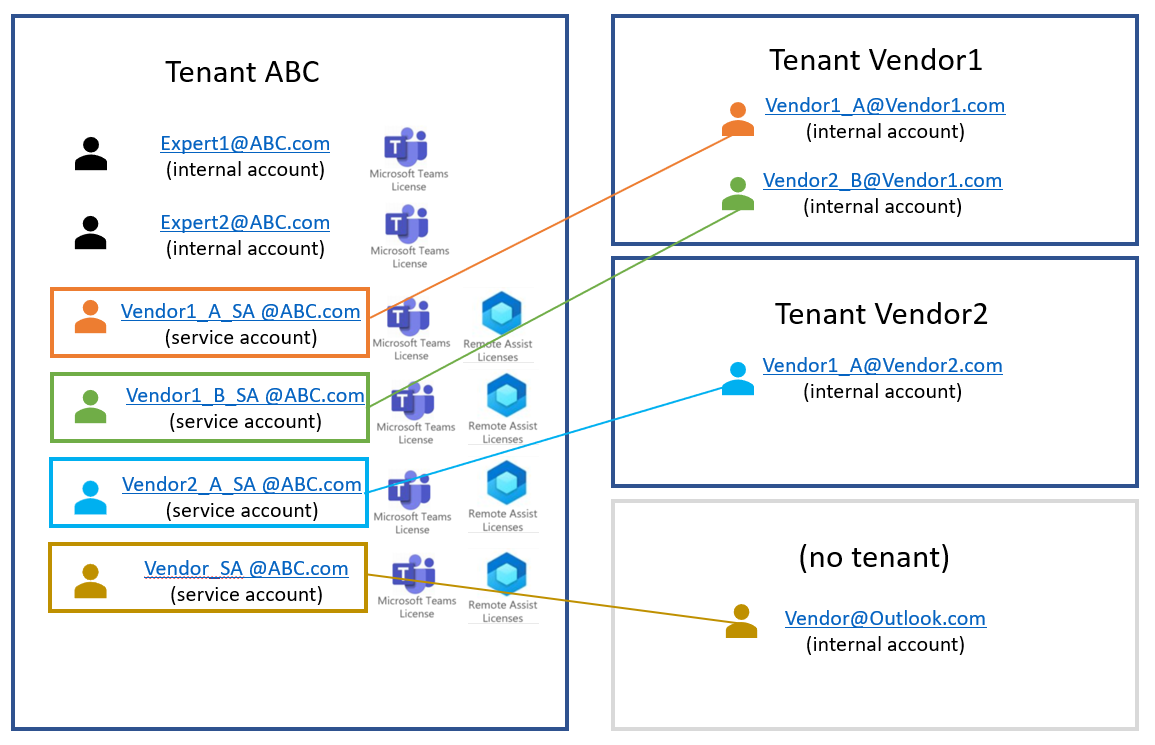 Tenant ABC
Expert1@ABC.com
(internal account)
Microsoft Teams
License
Expert2@ABC.com
(internal account)
Microsoft Teams
License
Vendor1_A_SA @ABC.com
(service account)
Microsoft Teams
License
Remote Assist
Licenses
Vendor1_B_SA @ABC.com
(service account)
Microsoft Teams
License
Remote Assist
Licenses
Vendor2_A_SA @ABC.com
(service account)
Microsoft Teams
License
Remote Assist
Licenses
Vendor_SA @ABC.com
(service account)
Microsoft Teams
License
Remote Assist
Licenses
Tenant Vendor1
Vendor1_A@Vendor1.com
(internal account)
Vendor2_B@Vendor1.com
(internal account)
Tenant Vendor2
Vendor1_A@Vendor2.com
(internal account)
(no tenant)
Vendor@Outlook.com
(internal account)